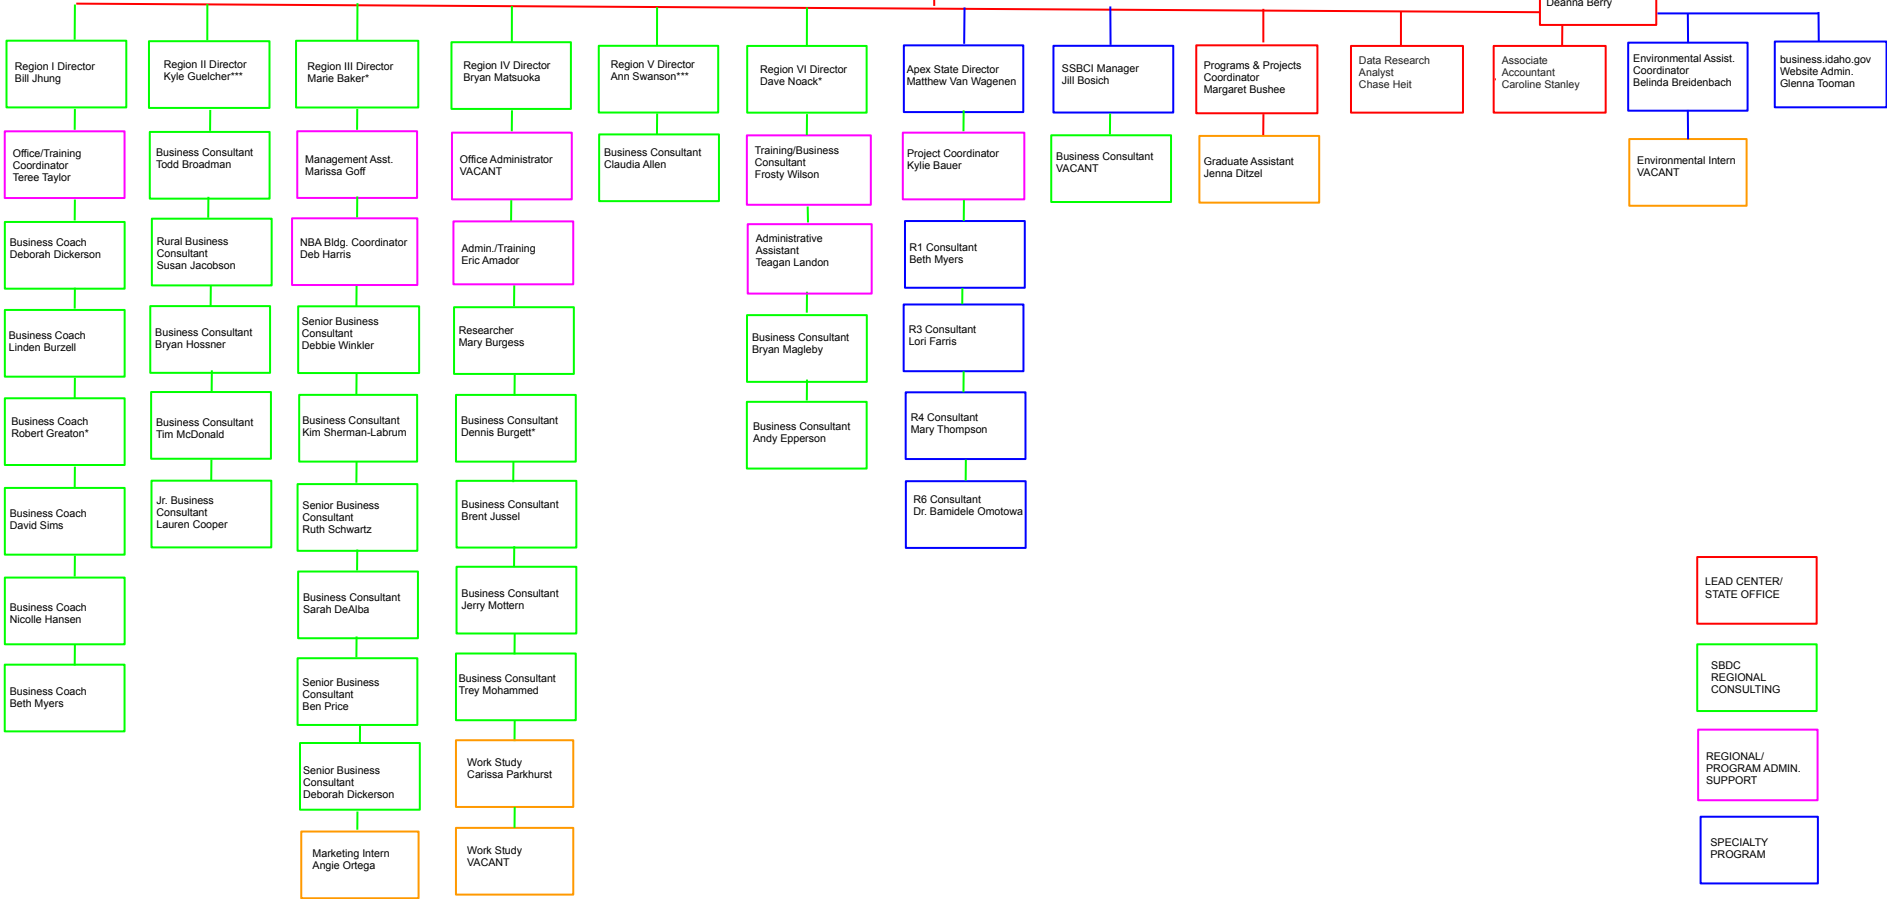 Deanna Berry
Region I Director
Bill Jhung
Region II Director
Kyle Guelcher***
Region III Director
Marie Baker*
Region IV Director
Bryan Matsuoka
Region V Director
Ann Swanson***
Region VI Director
Dave Noack*
Apex State Director
Matthew Van Wagenen
SSBCI Manager
Jill Bosich
Programs & Projects
Coordinator
Margaret Bushee
Data Research
Analyst
Chase Heit
Associate
Accountant
Caroline Stanley
Environmental Assist.
Coordinator
Belinda Breidenbach
business.idaho.gov
Website Admin.
Glenna Tooman
Office/Training
Coordinator
Teree Taylor
Business Consultant
Todd Broadman
Management Asst.
Marissa Goff
Office Administrator
VACANT
Business Consultant
Claudia Allen
Training/Business
Consultant
Frosty Wilson
Project Coordinator
Kylie Bauer
Business Consultant
VACANT
Graduate Assistant
Jenna Ditzel
Environmental Intern
VACANT
Business Coach
Deborah Dickerson
Rural Business
Consultant
Susan Jacobson
NBA Bldg. Coordinator
Deb Harris
Admin./Training
Eric Amador
Administrative
Assistant
Teagan Landon
R1 Consultant
Beth Myers
Business Coach
Linden Burzell
Business Consultant
Bryan Hossner
Senior Business
Consultant
Debbie Winkler
Researcher
Mary Burgess
Business Consultant
Bryan Magleby
R3 Consultant
Lori Farris
Business Coach
Robert Greaton*
Business Consultant
Tim McDonald
Business Consultant
Kim Sherman-Labrum
Business Consultant
Dennis Burgett*
Business Consultant
Andy Epperson
R4 Consultant
Mary Thompson
Business Coach
David Sims
Jr. Business
Consultant
Lauren Cooper
Senior Business
Consultant
Ruth Schwartz
Business Consultant
Brent Jussel
R6 Consultant
Dr. Bamidele Omotowa
Business Coach
Nicolle Hansen
Business Consultant
Sarah DeAlba
Business Consultant
Jerry Mottern
Business Coach
Beth Myers
Senior Business
Consultant
Ben Price
Business Consultant
Trey Mohammed
Senior Business
Consultant
Deborah Dickerson
Work Study
Carissa Parkhurst
Marketing Intern
Angie Ortega
Work Study
VACANT
LEAD CENTER/
STATE OFFICE
SBDC
REGIONAL
CONSULTING
REGIONAL/
PROGRAM ADMIN.
SUPPORT
SPECIALTY
PROGRAM